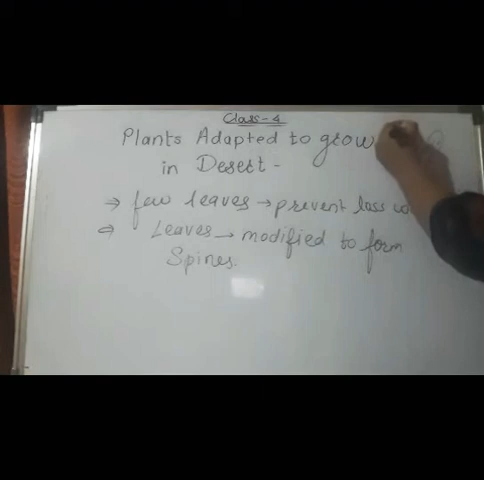 Class-4
Plants Adapted to grow
in Desert -
→ few leaves → prevent loss
⇒ Leaves → modified to form
Spines.